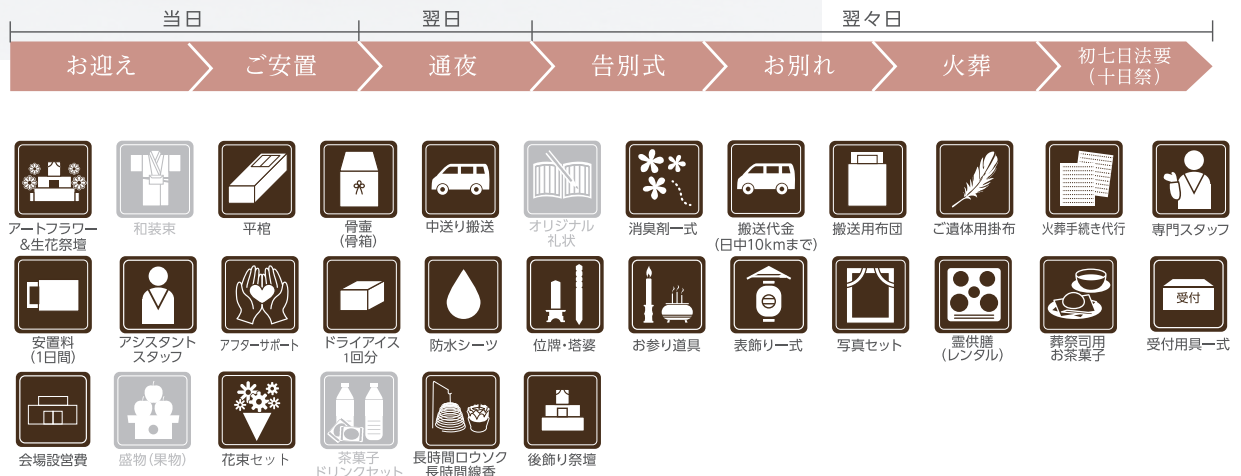 当日
翌日
翌々日
お迎え
ご安置
通夜
告別式
お別れ
火葬
初七日法要
（十日祭）
アートフラワー
&生花祭壇
和装束
平棺
骨壷
(骨箱)
中送り搬送
オリジナル
礼状
消臭剤一式
搬送代金
(日中10kmまで)
搬送用布団
ご遺体用掛布
火葬手続き代行
専門スタッフ
安置料
(1日間)
アシスタント
スタッフ
アフターサポート
ドライアイス
1回分
防水シーツ
位牌・塔婆
お参り道具
表飾り一式
写真セット
霊供膳
(レンタル)
葬祭司用
お茶菓子
受付
受付用具一式
会場設営費
盛物(果物)
花束セット
茶菓子
ドリンクセット
長時間ロウソク
長時間線香
後飾り祭壇